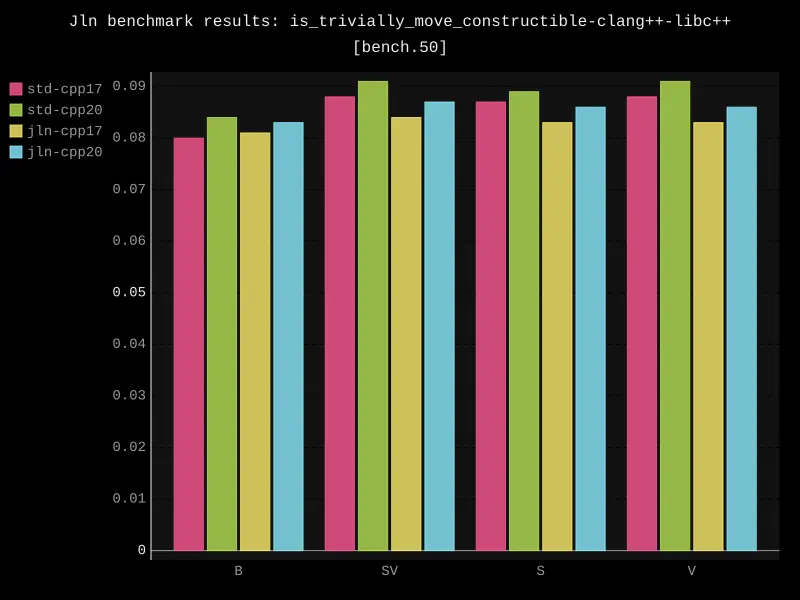 Jln benchmark results: is_trivially_move_constructible-clang++-libc++
[bench.50]
std-cpp17
std-cpp20
jln-cpp17
jln-cpp20
0.09
0.08
0.07
0.06
0.05
0.04
0.03
0.02
0.01
0
B SV S V